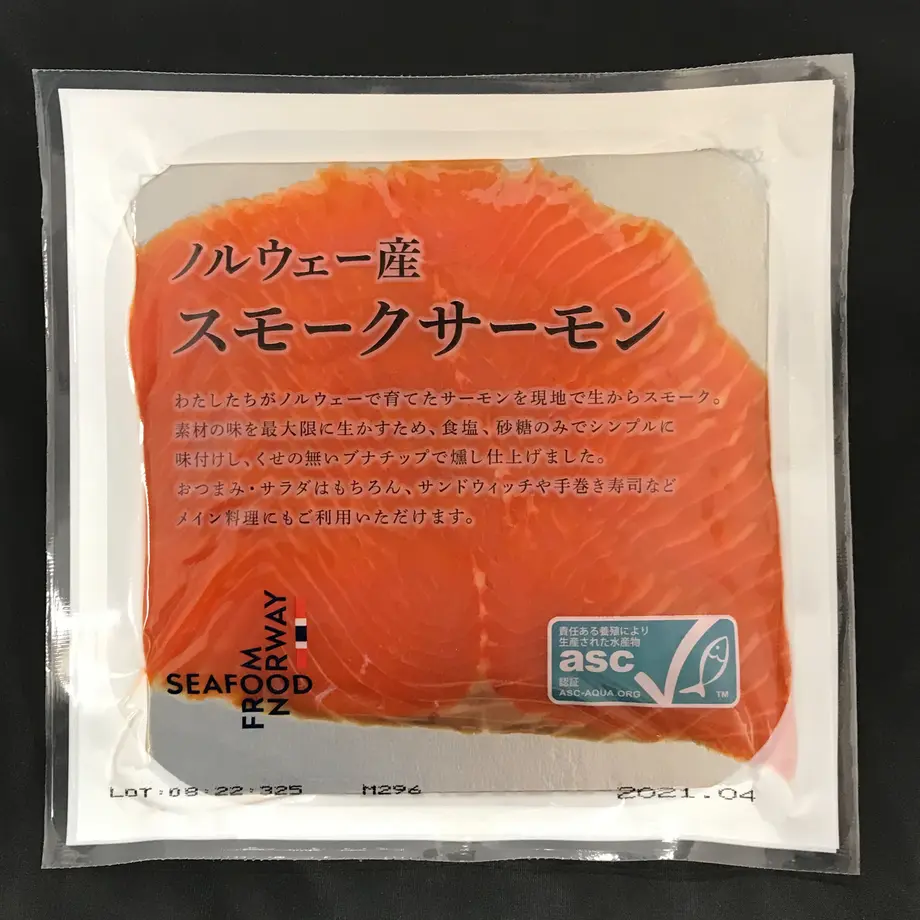 ノルウェー産
スモークサーモン
わたしたちがノルウェーで育てたサーモンを現地で生からスモーク。
素材の味を最大限に生かすため、食塩、砂糖のみでシンプルに
味付けし、くせの無いブナチップで燻し仕上げました。
おつまみ・サラダはもちろん、サンドウィッチや手巻き寿司など
メイン料理にもご利用いただけます。
SEAFOOD
FROM
NORWAY
責任ある養殖により
生産された水産物
asc
認証
ASC-AQUA.ORG
TM
LOT:08:22:325 M296 2021.04